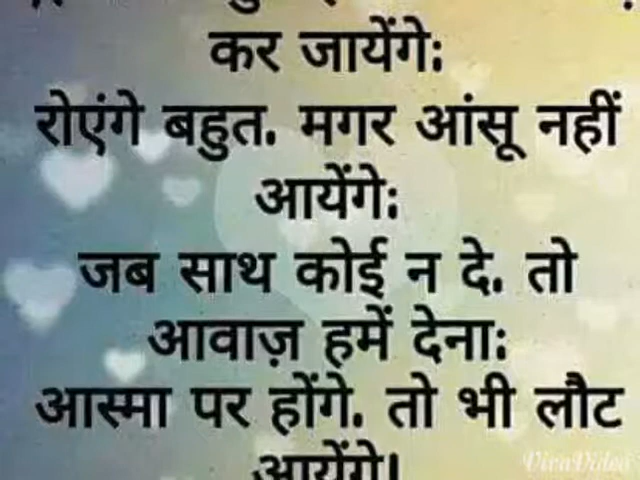 कर जायेंगे:
रोएंगे बहुत. मगर आंसू नहीं
आयेंगे:
जब साथ कोई न दे. तो
आवाज़ हमें देना:
आस्मा पर होंगे. तो भी लौट
आयेंगे।
VivaVideo